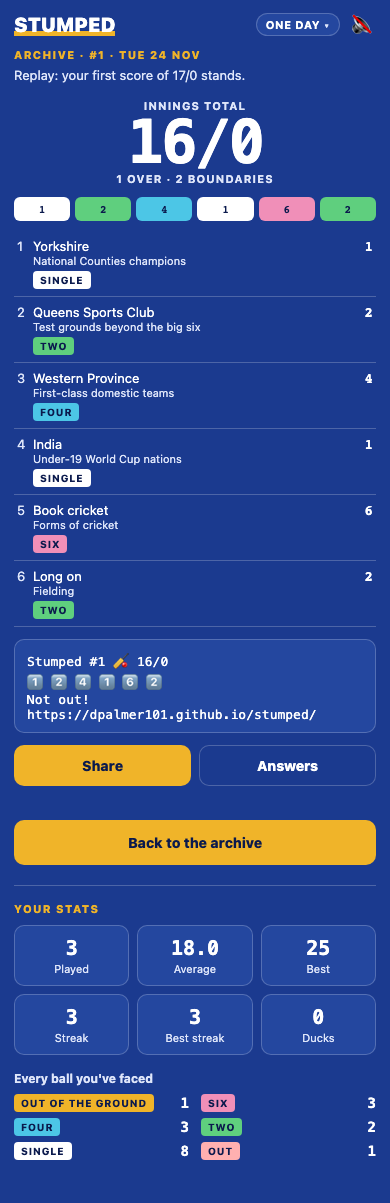 STUMPED
ONE DAY ▾
ARCHIVE · #1 · TUE 24 NOV
Replay: your first score of 17/0 stands.
INNINGS TOTAL
16/0
1 OVER · 2 BOUNDARIES
1 2 4 1 6 2
1 Yorkshire 1
National Counties champions
SINGLE
2 Queens Sports Club 2
Test grounds beyond the big six
TWO
3 Western Province 4
First-class domestic teams
FOUR
4 India 1
Under-19 World Cup nations
SINGLE
5 Book cricket 6
Forms of cricket
SIX
6 Long on 2
Fielding
TWO
Stumped #1 🏏 16/0
1️⃣ 2️⃣ 4️⃣ 1️⃣ 6️⃣ 2️⃣
Not out!
https://dpalmer101.github.io/stumped/
Share Answers
Back to the archive
YOUR STATS
3 18.0 25
Played Average Best
3 3 0
Streak Best streak Ducks
Every ball you've faced
OUT OF THE GROUND 1 SIX 3
FOUR 3 TWO 2
SINGLE 8 OUT 1